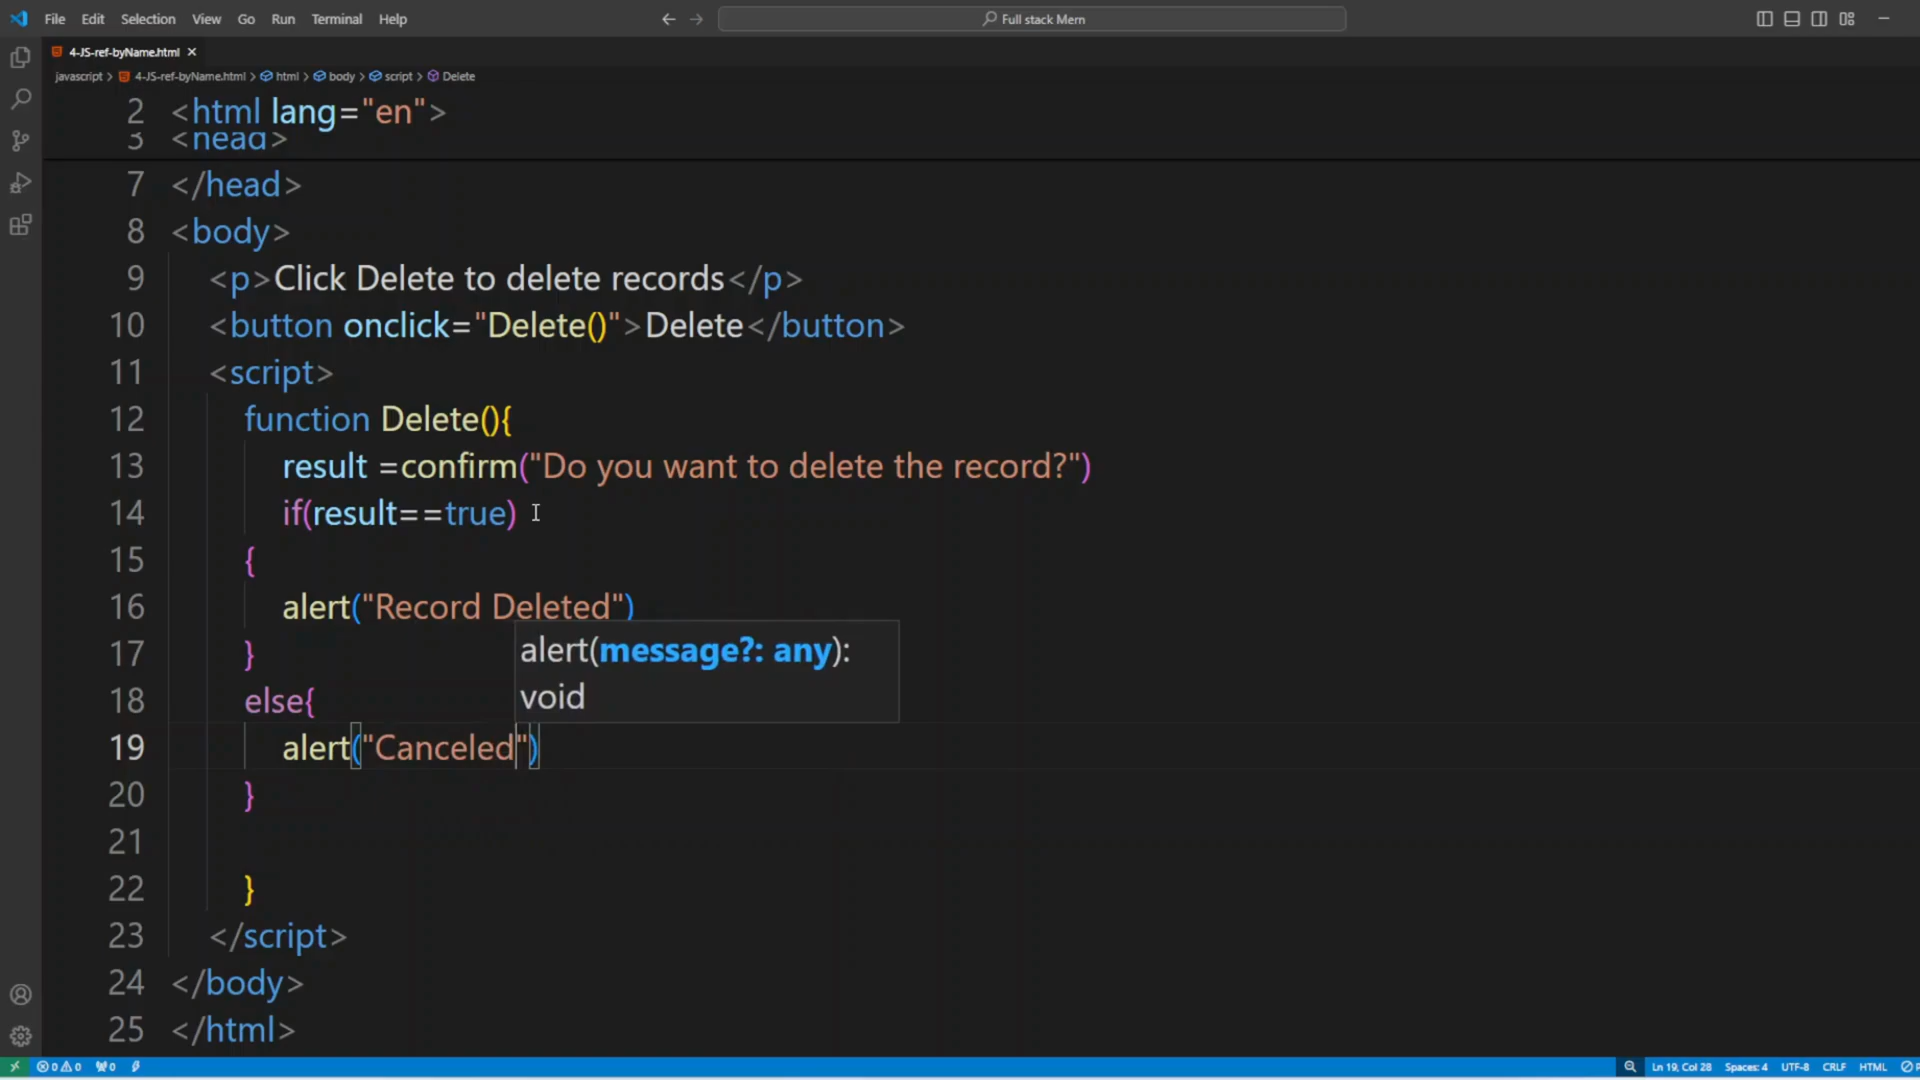 File Edit Selection View Go Run Terminal Help
Full stack Mern
4-JS-ref-byName.html
javascript > 4-JS-ref-byName.html > html > body > script > Delete
2 <html lang="en">
3 <head>
7 </head>
8 <body>
9 <p>Click Delete to delete records</p>
10 <button onclick="Delete()">Delete</button>
11 <script>
12 function Delete(){
13 result =confirm("Do you want to delete the record?")
14 if(result==true)
15 {
16 alert("Record Deleted")
17 }
alert(message?: any):
void
18 else{
19 alert("Canceled")
20 }
21
22 }
23 </script>
24 </body>
25 </html>
0 0 0 Ln 19, Col 28 Spaces: 4 UTF-8 CRLF HTML